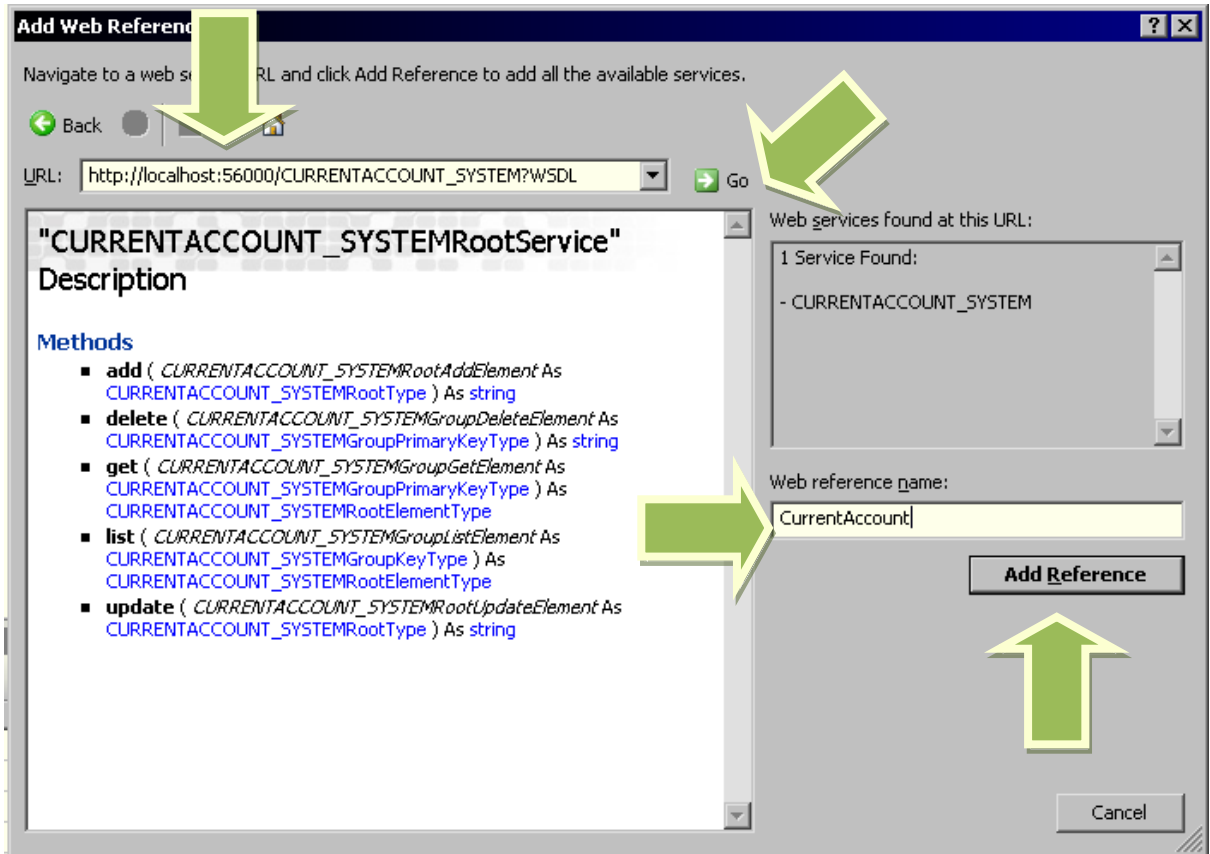 Add Web Referenc
Navigate to a web s RL and click Add Reference to add all the available services.
Back
URL: http://localhost:56000/CURRENTACCOUNT_SYSTEM?WSDL Go
"CURRENTACCOUNT_SYSTEMRootService"
Description
Methods
■ add ( CURRENTACCOUNT_SYSTEMRootAddElement As
CURRENTACCOUNT_SYSTEMRootType ) As string
■ delete ( CURRENTACCOUNT_SYSTEMGroupDeleteElement As
CURRENTACCOUNT_SYSTEMGroupPrimaryKeyType ) As string
■ get ( CURRENTACCOUNT_SYSTEMGroupGetElement As
CURRENTACCOUNT_SYSTEMGroupPrimaryKeyType ) As
CURRENTACCOUNT_SYSTEMRootElementType
■ list ( CURRENTACCOUNT_SYSTEMGroupListElement As
CURRENTACCOUNT_SYSTEMGroupKeyType ) As
CURRENTACCOUNT_SYSTEMRootElementType
■ update ( CURRENTACCOUNT_SYSTEMRootUpdateElement As
CURRENTACCOUNT_SYSTEMRootType ) As string
Web services found at this URL:
1 Service Found:
- CURRENTACCOUNT_SYSTEM
Web reference name:
CurrentAccount
Add Reference
Cancel